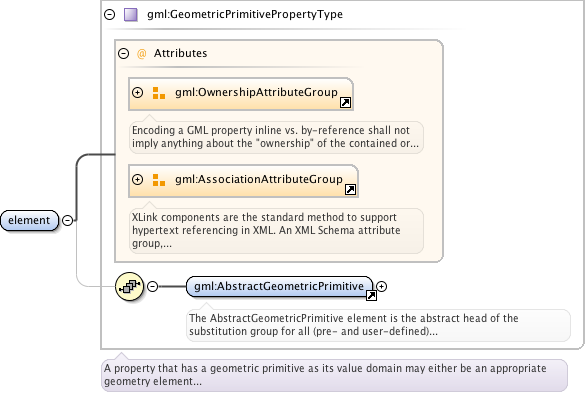 gml:GeometricPrimitivePropertyType
@ Attributes
gml:OwnershipAttributeGroup
Encoding a GML property inline vs. by-reference shall not
imply anything about the "ownership" of the contained or...
gml:AssociationAttributeGroup
XLink components are the standard method to support
hypertext referencing in XML. An XML Schema attribute
group,...
element
gml:AbstractGeometricPrimitive
The AbstractGeometricPrimitive element is the abstract head of the
substitution group for all (pre- and user-defined)...
A property that has a geometric primitive as its value domain may either be an appropriate
geometry element...